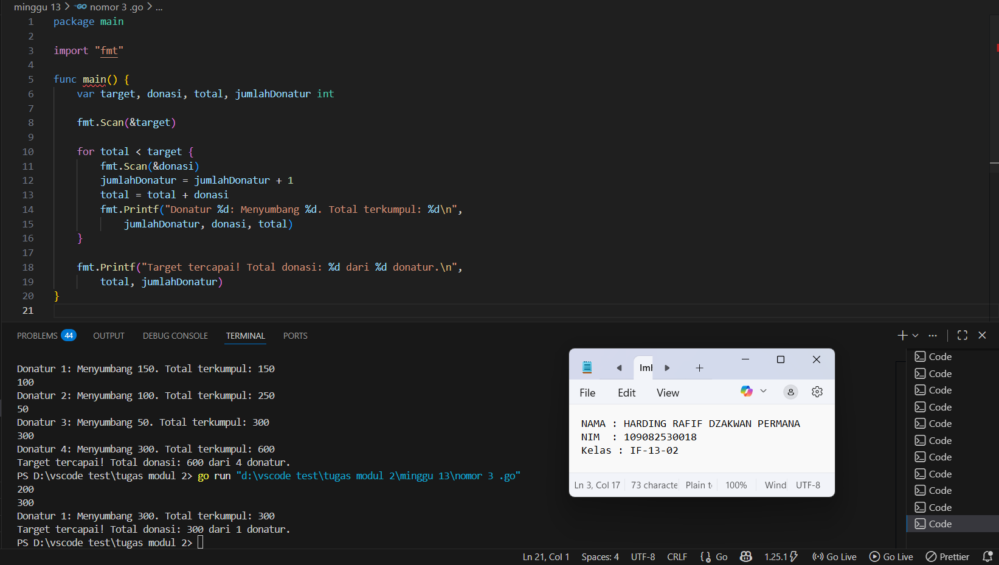 minggu 13 > GO nomor 3 .go > ...
1 package main
2
3 import "fmt"
4
5 func main() {
6 var target, donasi, total, jumlahDonatur int
7
8 fmt.Scan(&target)
9
10 for total < target {
11 fmt.Scan(&donasi)
12 jumlahDonatur = jumlahDonatur + 1
13 total = total + donasi
14 fmt.Printf("Donatur %d: Menyumbang %d. Total terkumpul: %d\n",
15 jumlahDonatur, donasi, total)
16 }
17
18 fmt.Printf("Target tercapai! Total donasi: %d dari %d donatur.\n",
19 total, jumlahDonatur)
20 }
21
PROBLEMS 44 OUTPUT DEBUG CONSOLE TERMINAL PORTS
Donatur 1: Menyumbang 150. Total terkumpul: 150
100
Donatur 2: Menyumbang 100. Total terkumpul: 250
50
Donatur 3: Menyumbang 50. Total terkumpul: 300
300
Donatur 4: Menyumbang 300. Total terkumpul: 600
Target tercapai! Total donasi: 600 dari 4 donatur.
PS D:\vscode test\tugas modul 2> go run "d:\vscode test\tugas modul 2\minggu 13\nomor 3 .go"
200
300
Donatur 1: Menyumbang 300. Total terkumpul: 300
Target tercapai! Total donasi: 300 dari 1 donatur.
PS D:\vscode test\tugas modul 2>
File Edit View
NAMA : HARDING RAFIF DZAKWAN PERMANA
NIM : 109082530018
Kelas : IF-13-02
Ln 3, Col 17 73 characte Plain t 100% Wind UTF-8
Code
Code
Code
Code
Code
Code
Code
Code
Code
Code
Code
Ln 21, Col 1 Spaces: 4 UTF-8 CRLF Go 1.25.1 Go Live Go Live Prettier